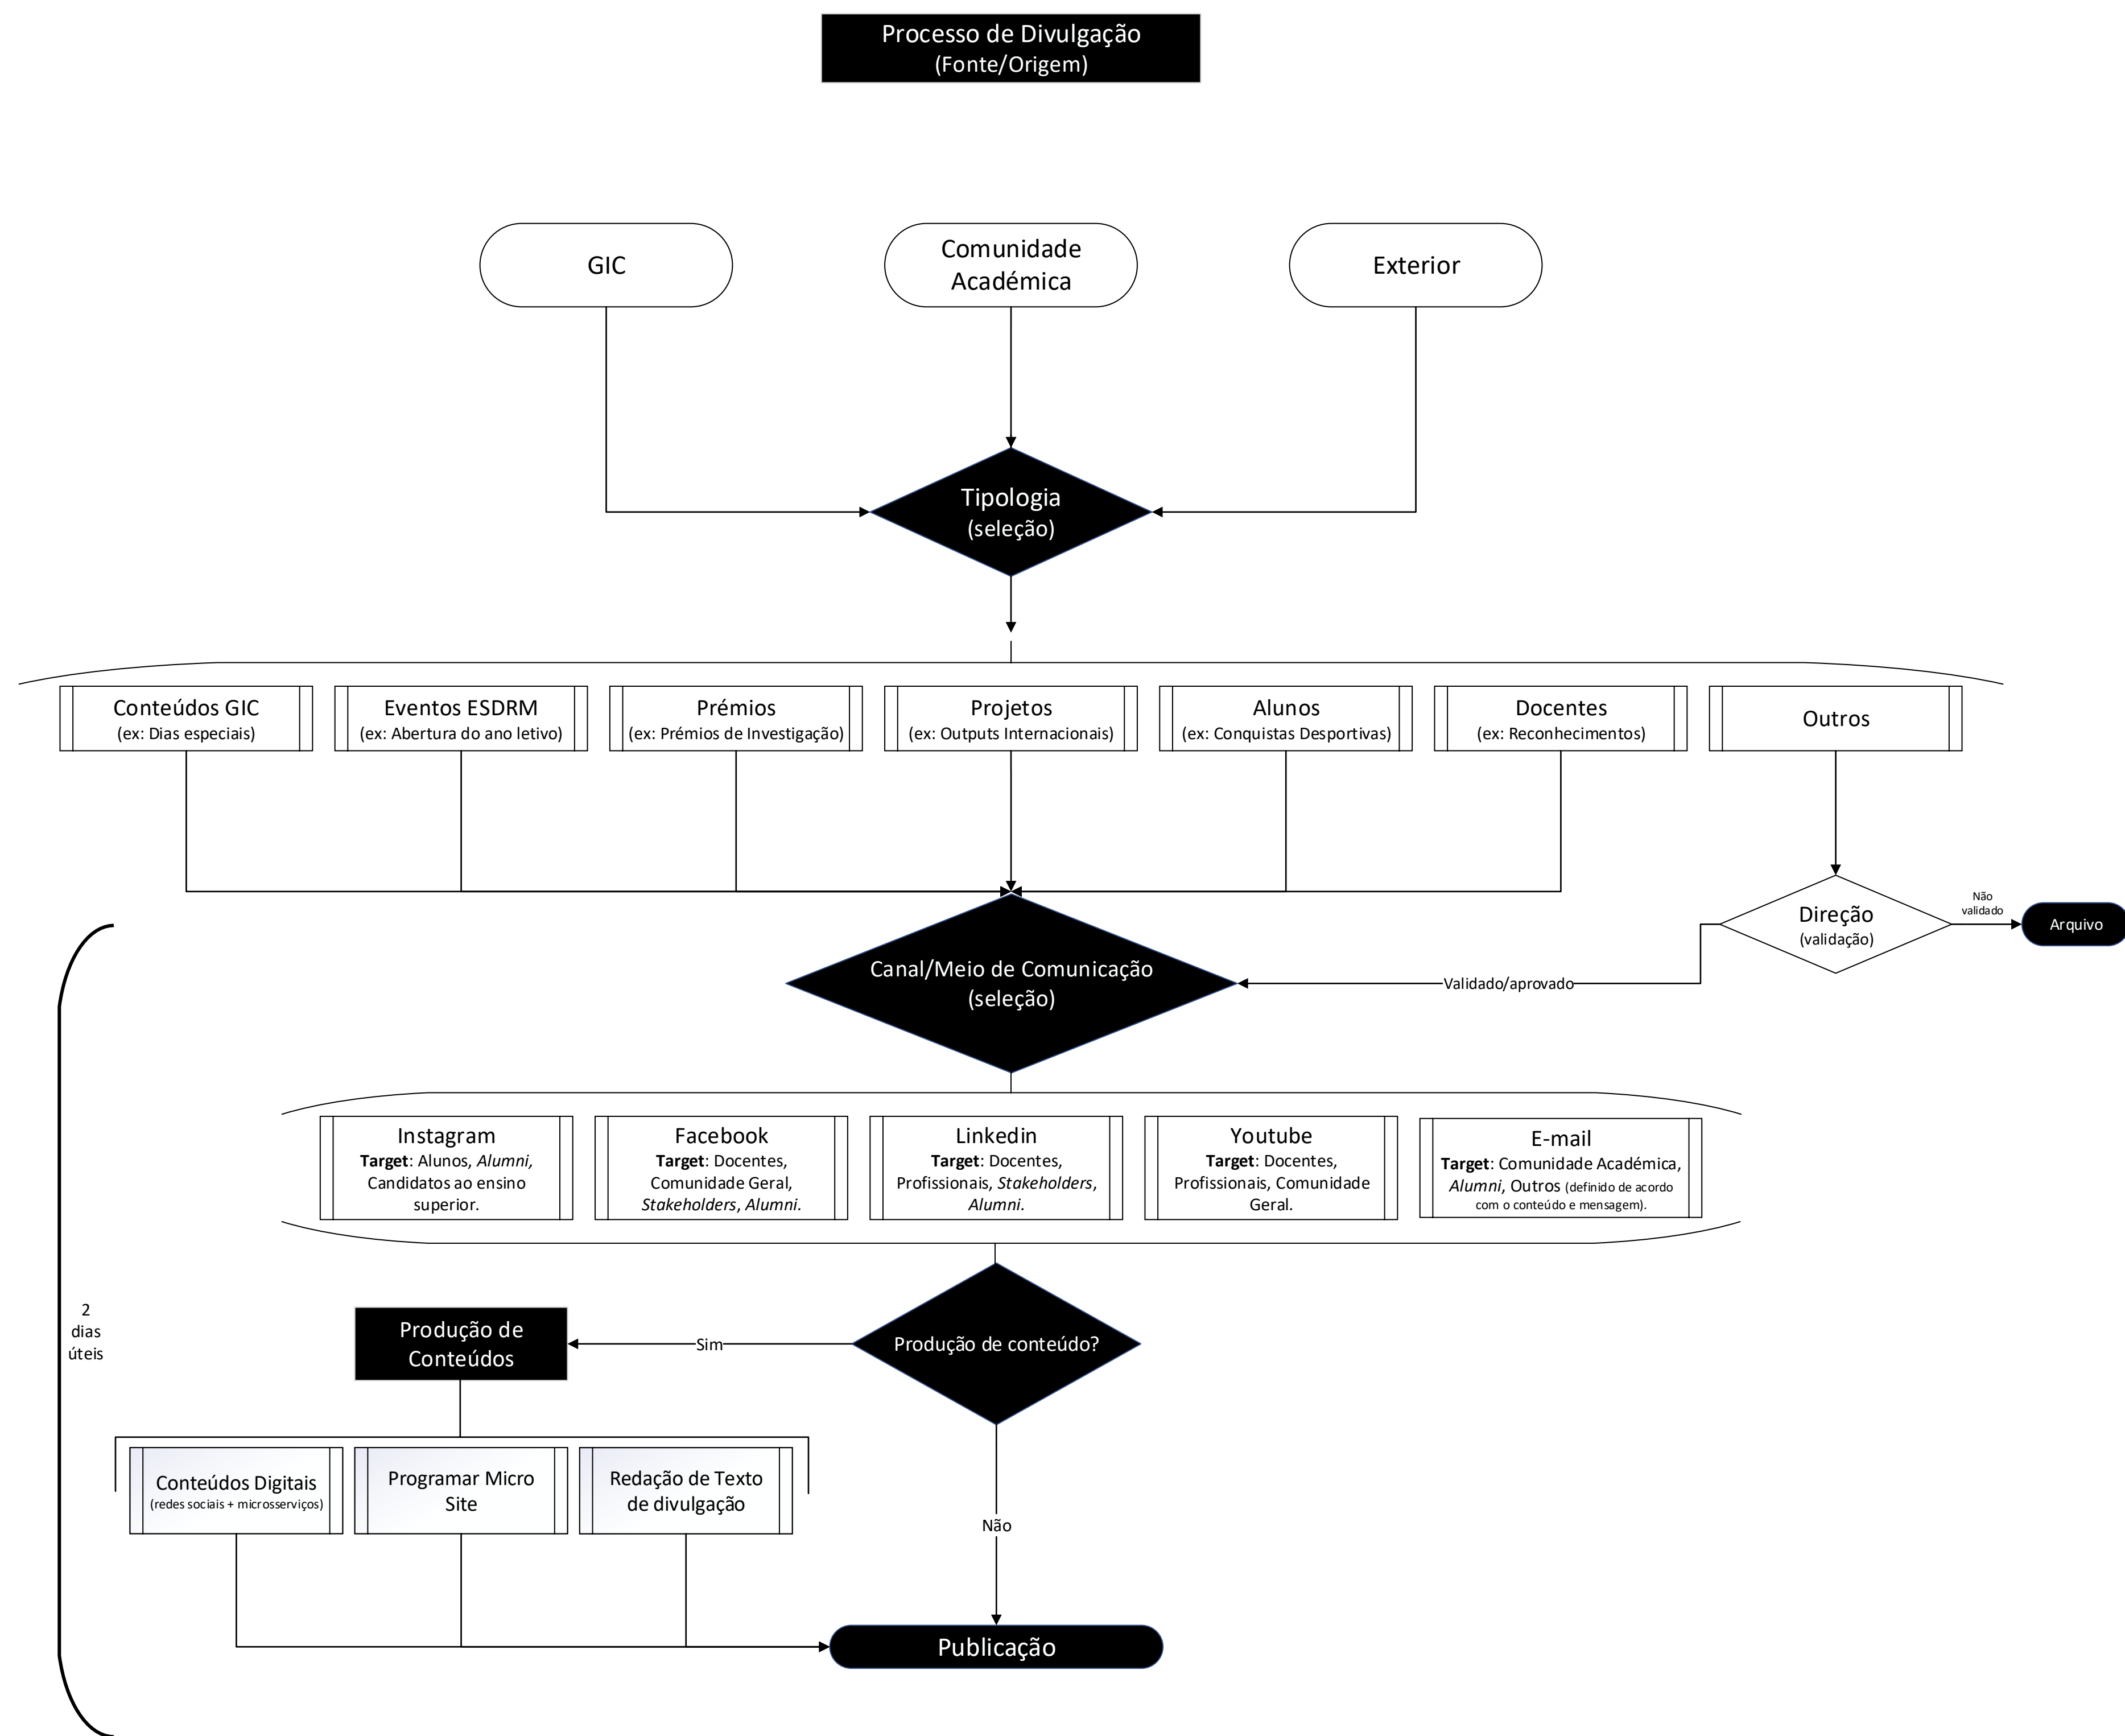 Processo de Divulgação
(Fonte/Origem)
GIC
Comunidade
Académica
Exterior
Tipologia
(seleção)
Conteúdos GIC
(ex: Dias especiais)
Eventos ESDRM
(ex: Abertura do ano letivo)
Prémios
(ex: Prémios de Investigação)
Projetos
(ex: Outputs Internacionais)
Alunos
(ex: Conquistas Desportivas)
Docentes
(ex: Reconhecimentos)
Outros
Direção
(validação)
Não
validado
Arquivo
Validado/aprovado
Canal/Meio de Comunicação
(seleção)
Instagram
Target: Alunos, Alumni,
Candidatos ao ensino
superior.
Facebook
Target: Docentes,
Comunidade Geral,
Stakeholders, Alumni.
Linkedin
Target: Docentes,
Profissionais, Stakeholders,
Alumni.
Youtube
Target: Docentes,
Profissionais, Comunidade
Geral.
E-mail
Target: Comunidade Académica,
Alumni, Outros (definido de acordo
com o conteúdo e mensagem).
2
dias
úteis
Produção de
Conteúdos
Sim
Produção de conteúdo?
Conteúdos Digitais
(redes sociais + microsserviços)
Programar Micro
Site
Redação de Texto
de divulgação
Não
Publicação